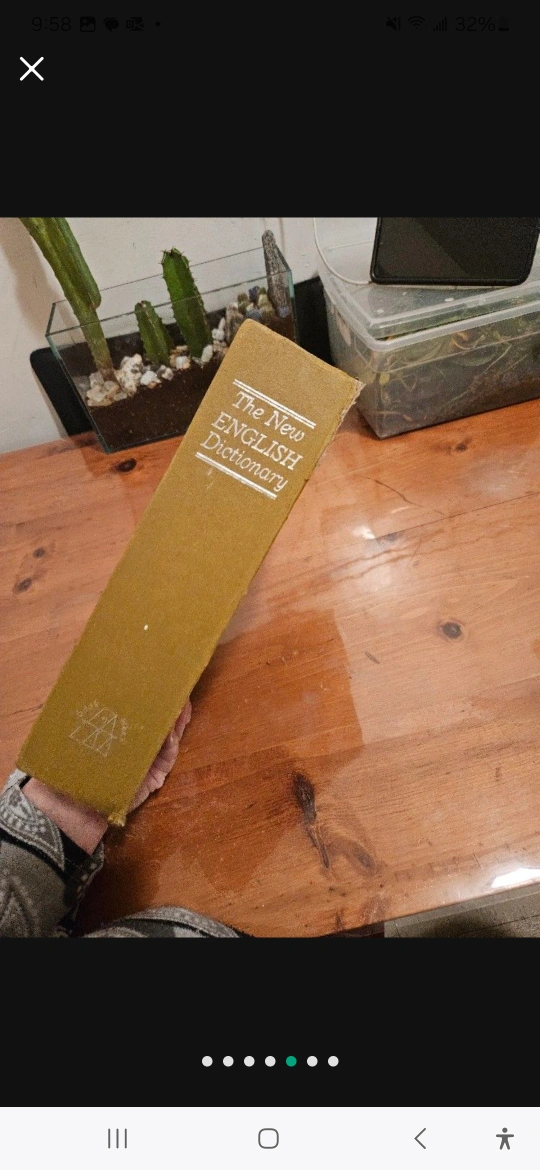 9:58
32%
The New
ENGLISH
Dictionary